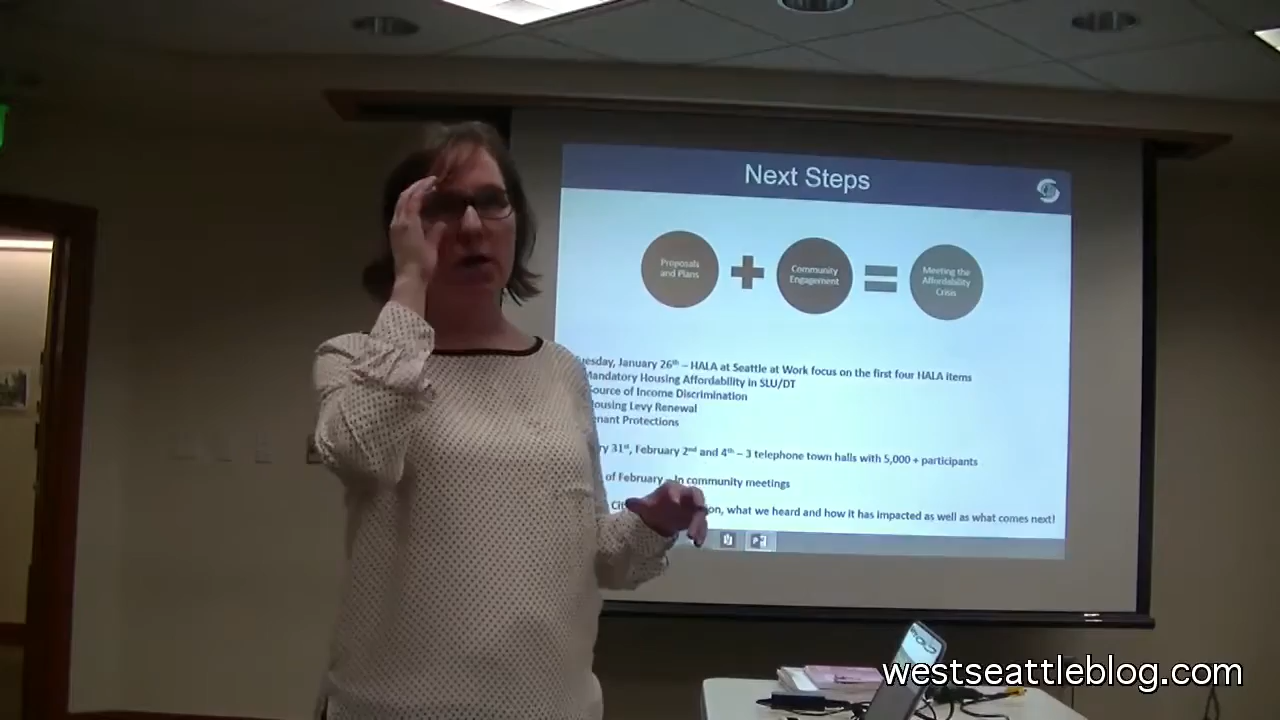 Next Steps
Proposals
and Plans
Community
Engagement
Meeting the
Affordability
Crisis
uesday, January 26th – HALA at Seattle at Work focus on the first four HALA items
Mandatory Housing Affordability in SLU/DT
Source of Income Discrimination
ousing Levy Renewal
enant Protections
ry 31st, February 2nd and 4th – 3 telephone town halls with 5,000 + participants
of February – In community meetings
on, what we heard and how it has impacted as well as what comes next!
westseattleblog.com